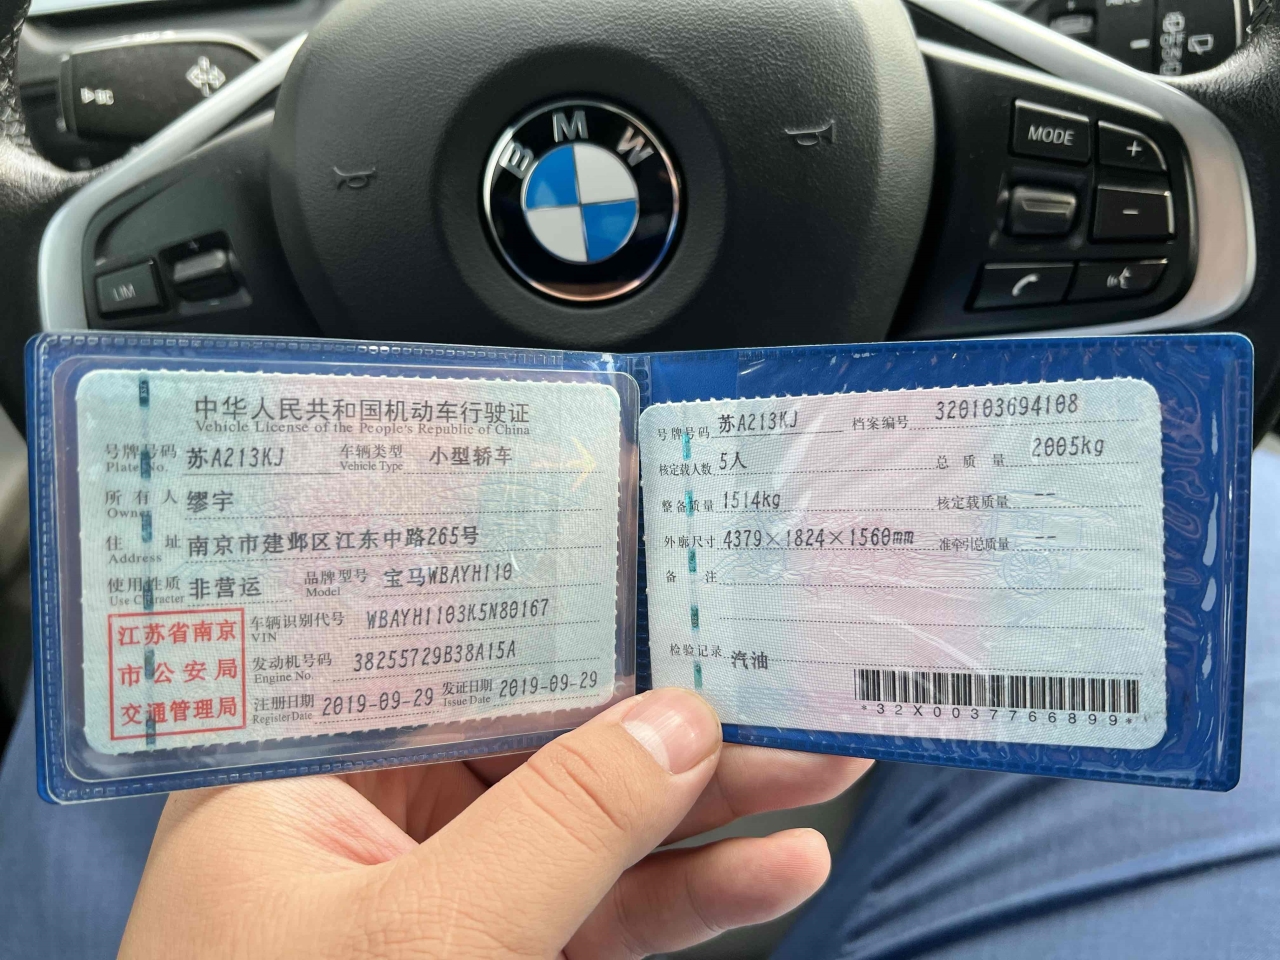 BMW
MODE
+
-
LIM
中华人民共和国机动车行驶证
Vehicle License of the People's Republic of China
号牌号码 苏A213KJ 车辆类型 小型轿车
Plate No. Vehicle Type
所有人 缪宇
Owner
住址 南京市建邺区江东中路265号
Address
使用性质 非营运 品牌型号 宝马WBAYH110
Use Character Model
江苏省南京
市公安局
交通管理局
车辆识别代号 WBAYH1103K5N80167
VIN
发动机号码 38255729B38A15A
Engine No.
注册日期 2019-09-29 发证日期 2019-09-29
Register Date Issue Date
号牌号码 苏A213KJ 档案编号 320103694108
核定载人数 5人 总质量 2005kg
整备质量 1514kg 核定载质量 --
外廓尺寸 4379×1824×1560mm 准牵引总质量 --
备注
检验记录 汽油
*32X0037766899*